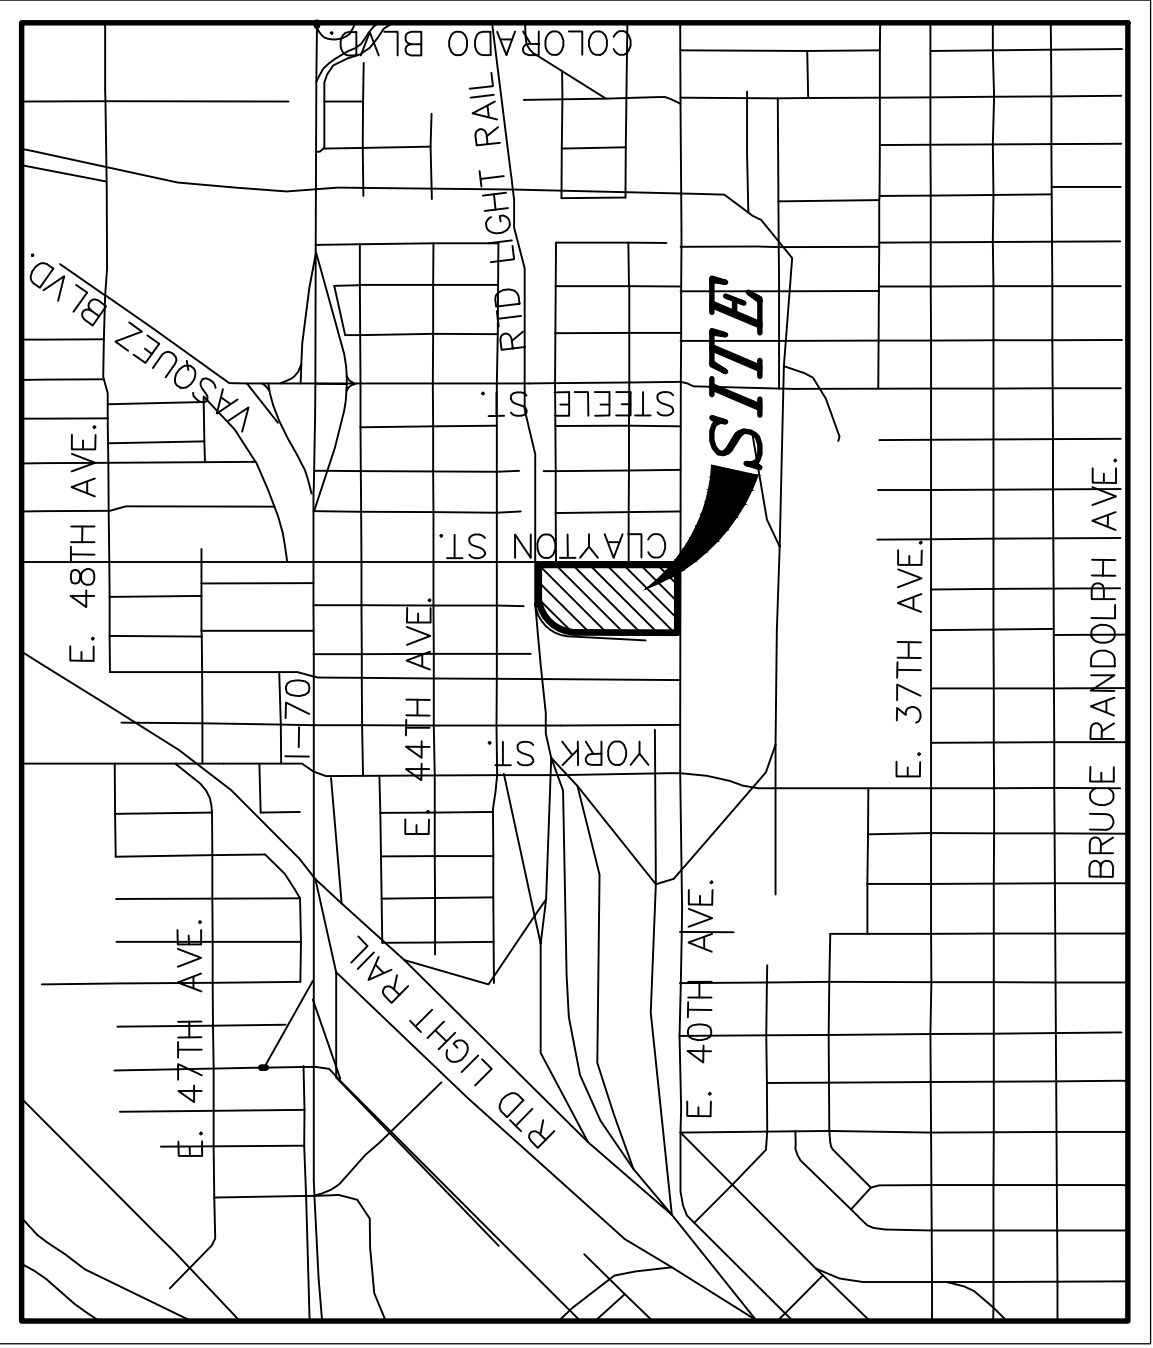 COLORADO BLVD.
RTD LIGHT RAIL
VASQUEZ BLVD.
SITE
STEELE ST.
E. 48TH AVE.
CLAYTON ST.
E. 37TH AVE.
BRUCE RANDOLPH AVE.
I-70
E. 44TH AVE.
YORK ST.
E. 47TH AVE.
RTD LIGHT RAIL
E. 40TH AVE.